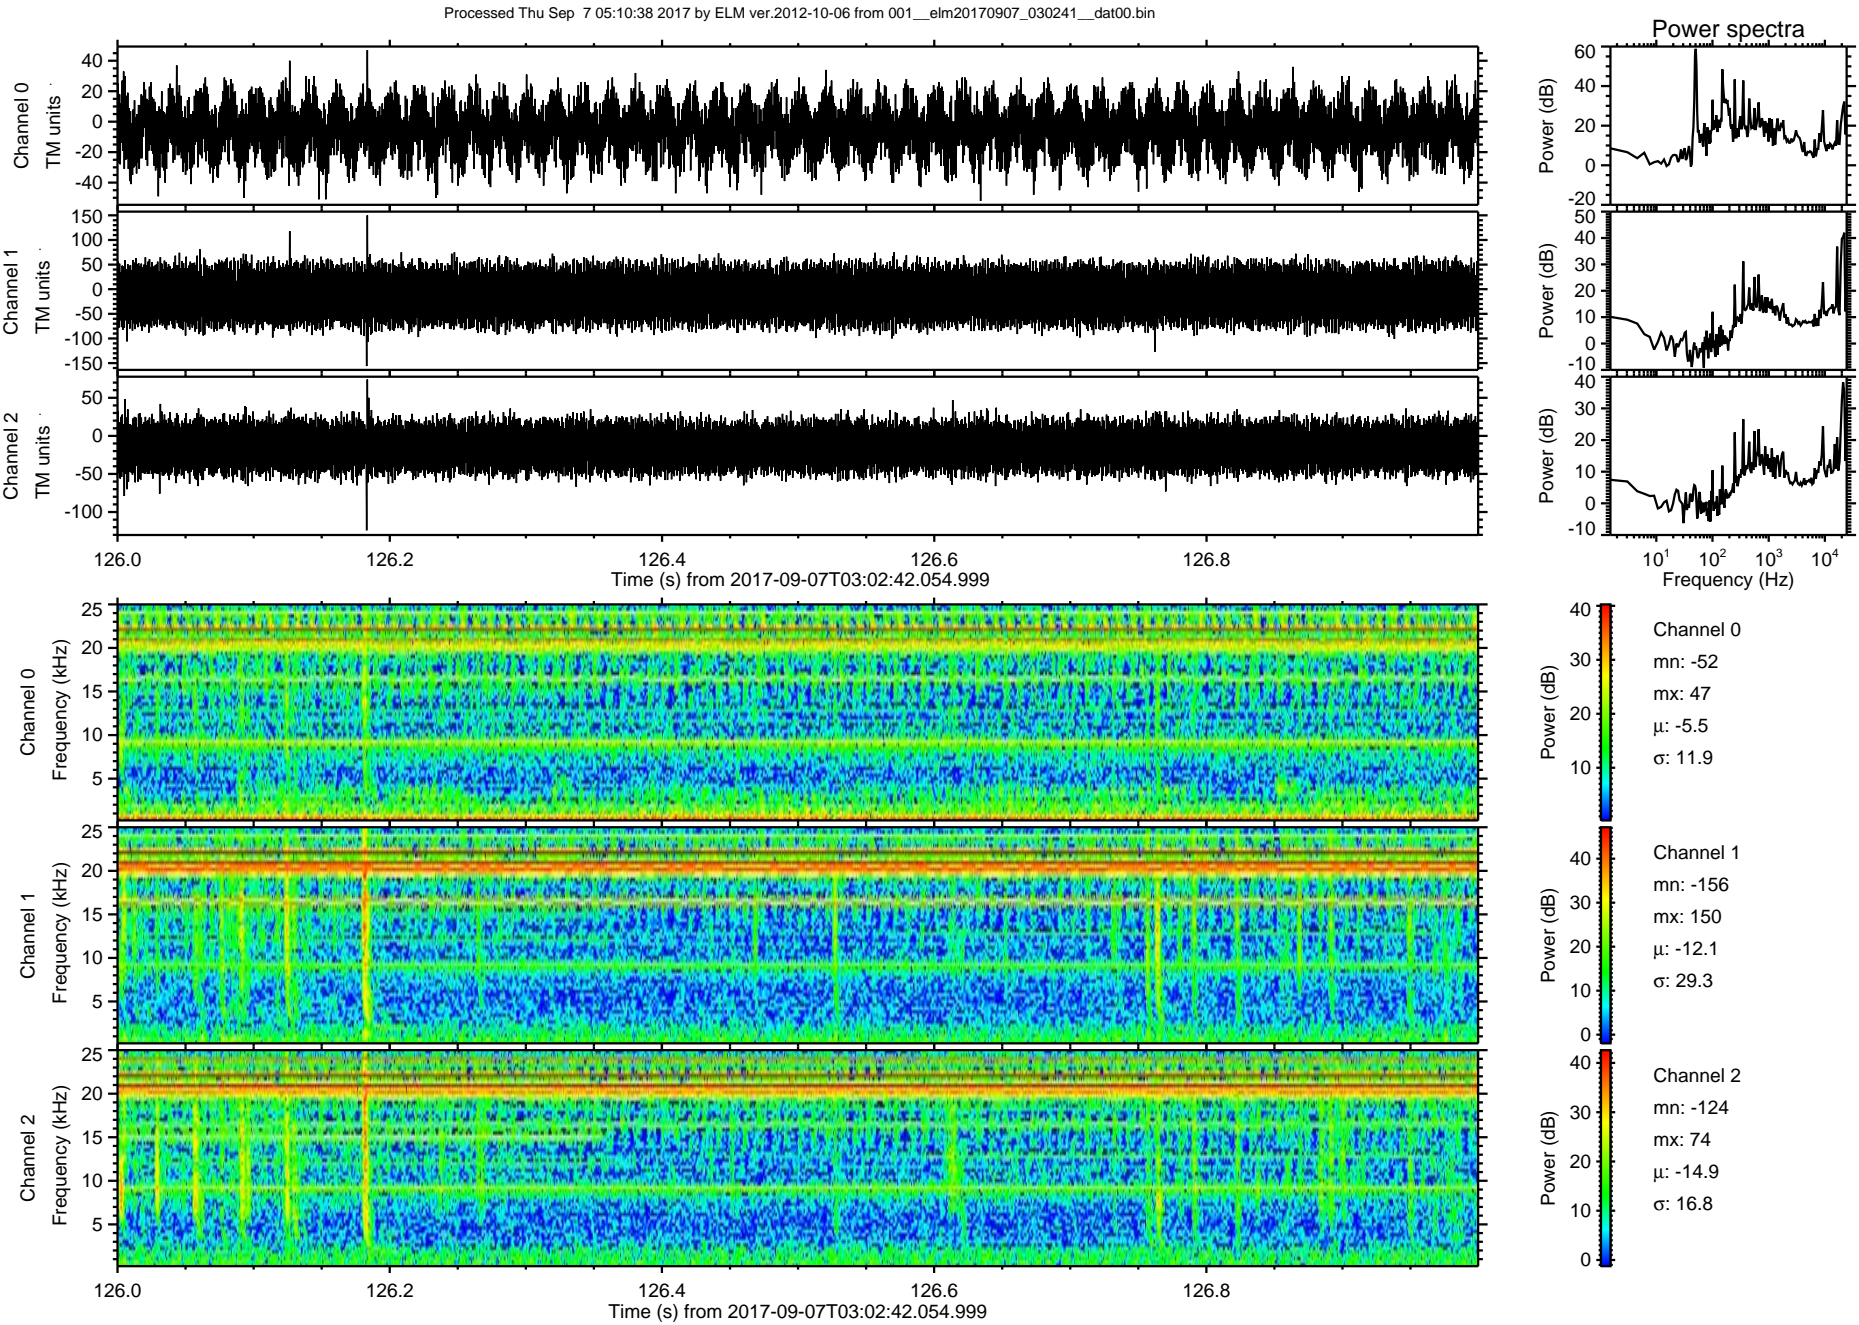 Processed Thu Sep  7 05:10:38 2017 by ELM ver.2012-10-06 from 001__elm20170907_030241__dat00.bin
Power spectra
Channel 0
TM units
40
20
0
-20
-40
Power (dB)
60
40
20
0
-20
Channel 1
TM units
150
100
50
0
-50
-100
-150
Power (dB)
50
40
30
20
10
0
-10
Channel 2
TM units
50
0
-50
-100
Power (dB)
40
30
20
10
0
-10
126.0 126.2 126.4 126.6 126.8
Time (s) from 2017-09-07T03:02:42.054.999
10^1 10^2 10^3 10^4
Frequency (Hz)
Channel 0
Frequency (kHz)
25
20
15
10
5
Power (dB)
40
30
20
10
Channel 0
mn: -52
mx: 47
μ: -5.5
σ: 11.9
Channel 1
Frequency (kHz)
25
20
15
10
5
Power (dB)
40
30
20
10
0
Channel 1
mn: -156
mx: 150
μ: -12.1
σ: 29.3
Channel 2
Frequency (kHz)
25
20
15
10
5
Power (dB)
40
30
20
10
0
Channel 2
mn: -124
mx: 74
μ: -14.9
σ: 16.8
126.0 126.2 126.4 126.6 126.8
Time (s) from 2017-09-07T03:02:42.054.999